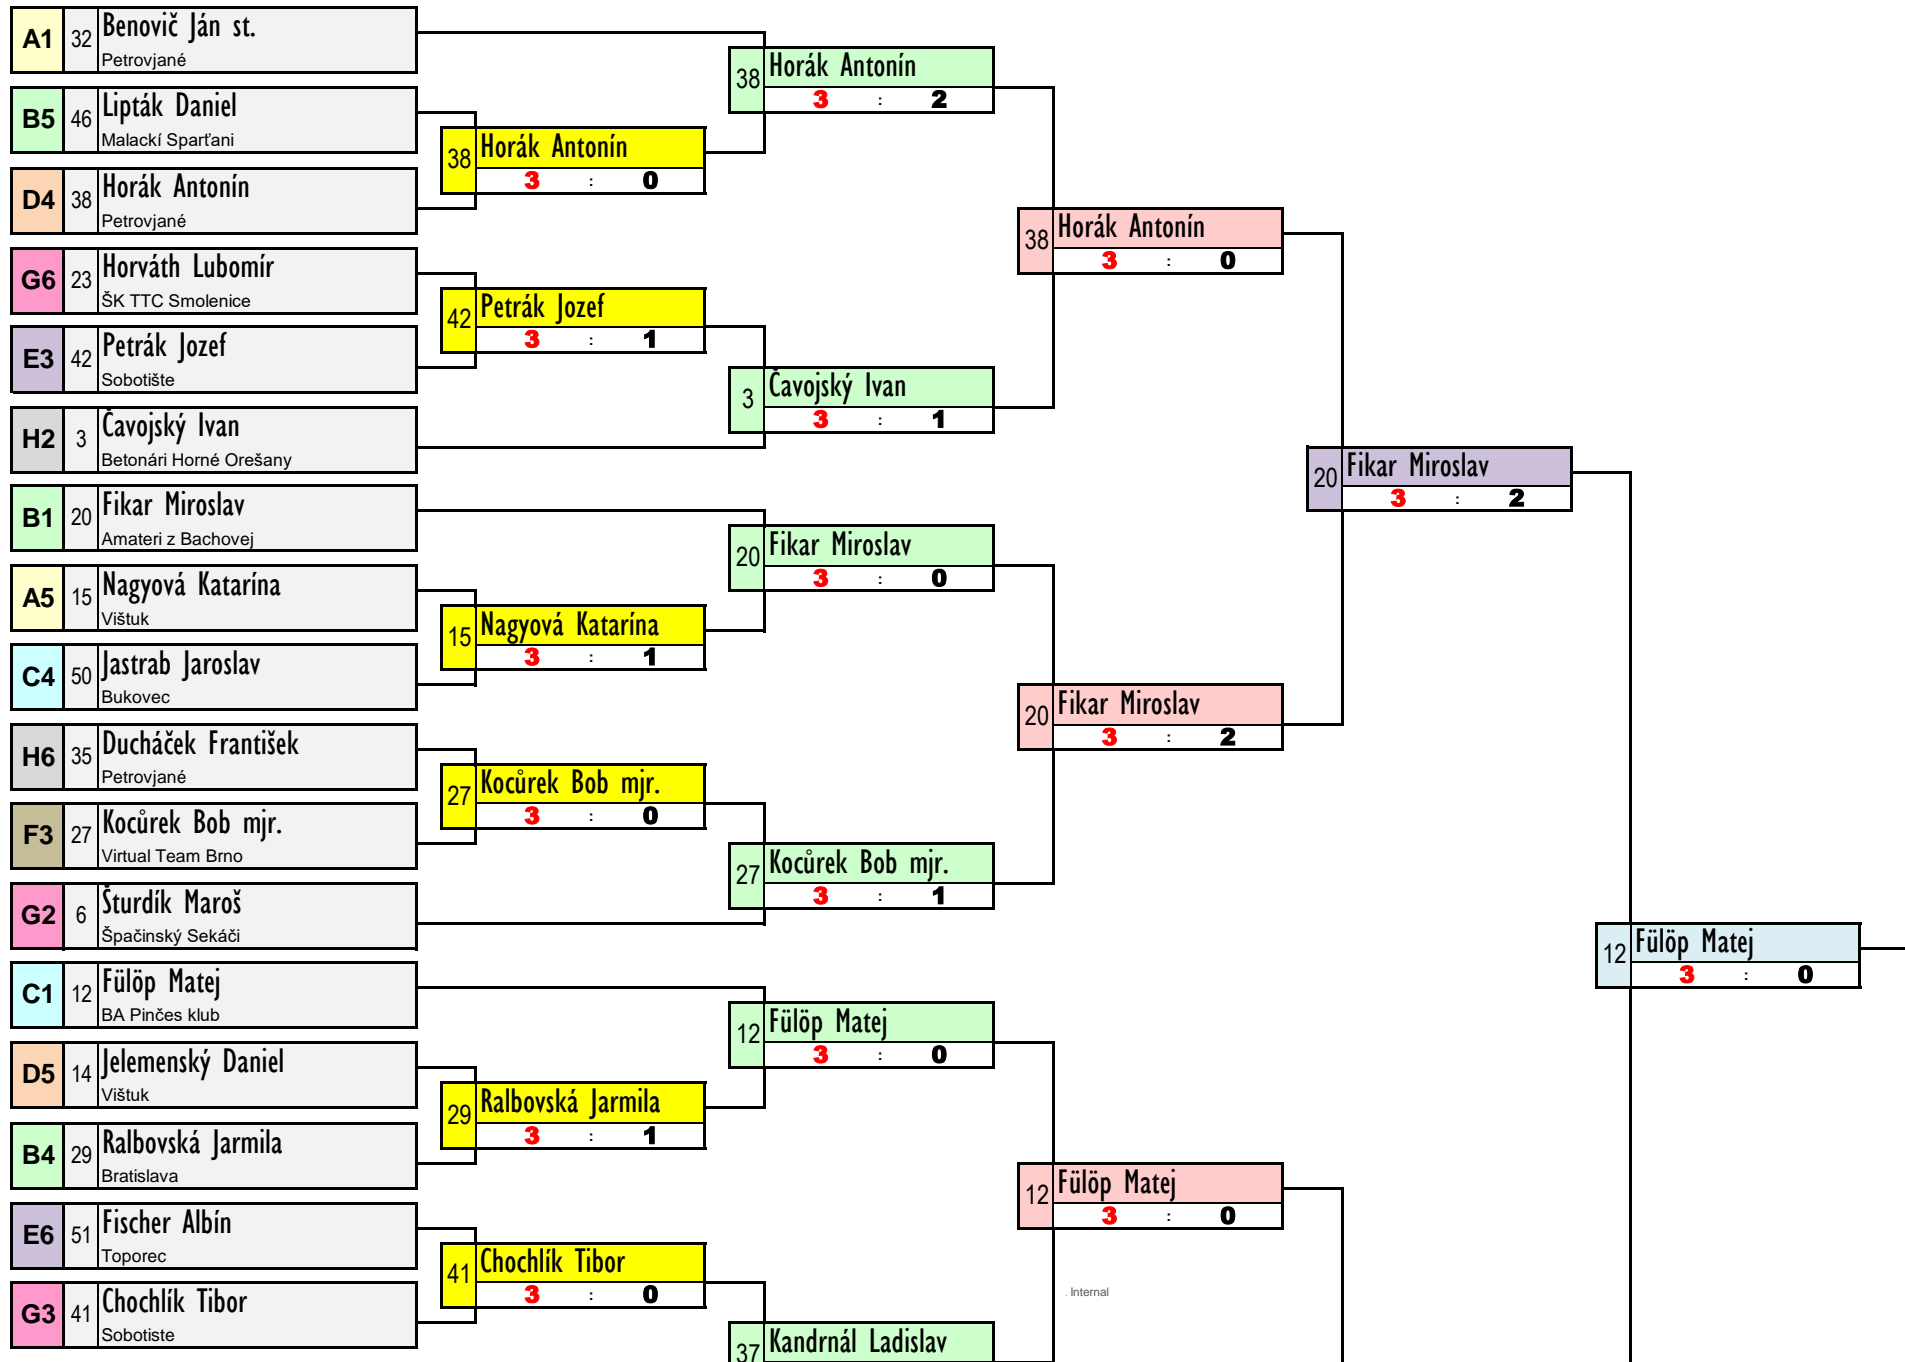 A1 32 Benovič Ján st.
Petrovjané
B5 46 Lipták Daniel
Malackí Sparťani
D4 38 Horák Antonín
Petrovjané
G6 23 Horváth Lubomír
ŠK TTC Smolenice
E3 42 Petrák Jozef
Sobotište
H2 3 Čavojský Ivan
Betonári Horné Orešany
B1 20 Fikar Miroslav
Amateri z Bachovej
A5 15 Nagyová Katarína
Vištuk
C4 50 Jastrab Jaroslav
Bukovec
H6 35 Ducháček František
Petrovjané
F3 27 Kocůrek Bob mjr.
Virtual Team Brno
G2 6 Šturdík Maroš
Špačinský Sekáči
C1 12 Fülöp Matej
BA Pinčes klub
D5 14 Jelemenský Daniel
Vištuk
B4 29 Ralbovská Jarmila
Bratislava
E6 51 Fischer Albín
Toporec
G3 41 Chochlík Tibor
Sobotiste
38 Horák Antonín
3 : 0
42 Petrák Jozef
3 : 1
15 Nagyová Katarína
3 : 1
27 Kocůrek Bob mjr.
3 : 0
29 Ralbovská Jarmila
3 : 1
41 Chochlík Tibor
3 : 0
38 Horák Antonín
3 : 2
3 Čavojský Ivan
3 : 1
20 Fikar Miroslav
3 : 0
27 Kocůrek Bob mjr.
3 : 1
12 Fülöp Matej
3 : 0
37 Kandrnál Ladislav
38 Horák Antonín
3 : 0
20 Fikar Miroslav
3 : 2
12 Fülöp Matej
3 : 0
. Internal
20 Fikar Miroslav
3 : 2
12 Fülöp Matej
3 : 0